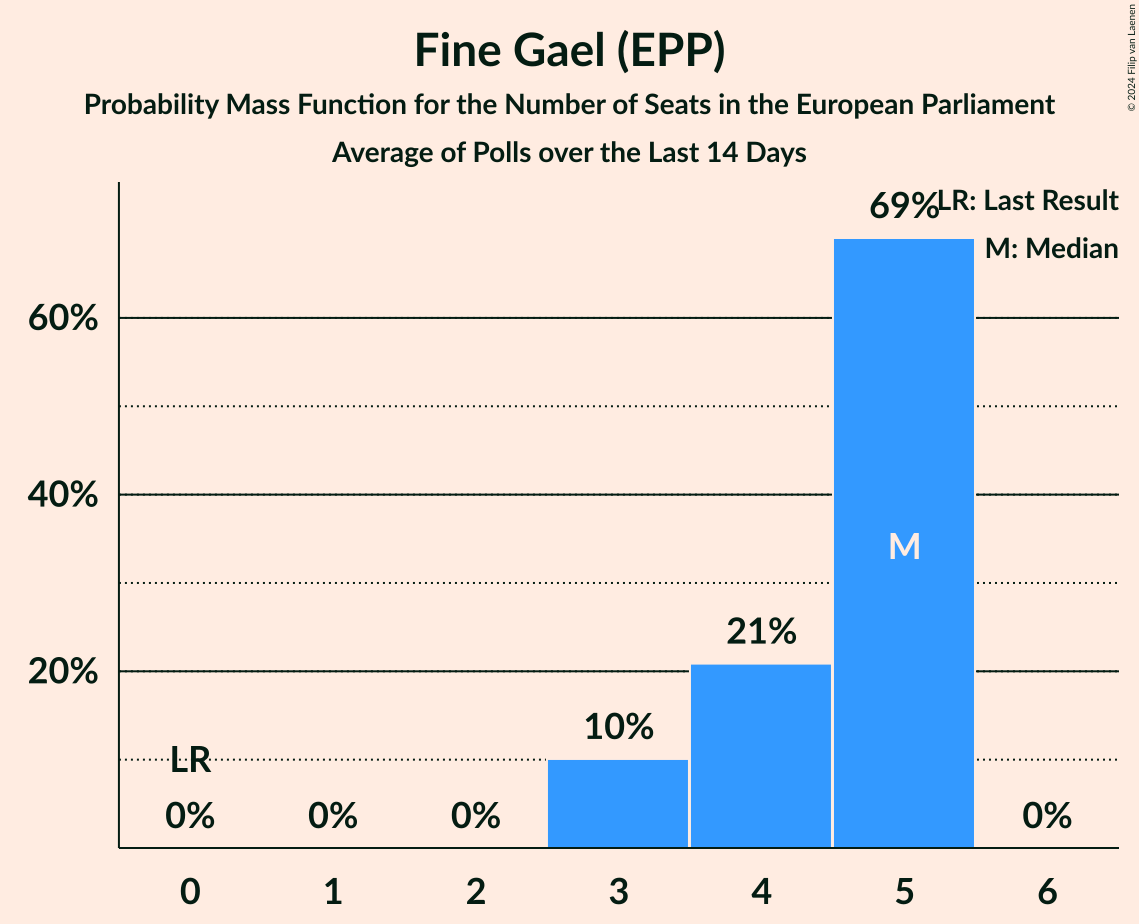 Fine Gael (EPP)
Probability Mass Function for the Number of Seats in the European Parliament
Average of Polls over the Last 14 Days
© 2024 Filip van Laenen
69%
LR: Last Result
M: Median
60%
40%
M
21%
20%
10%
LR
0% 0% 0% 0%
0 1 2 3 4 5 6